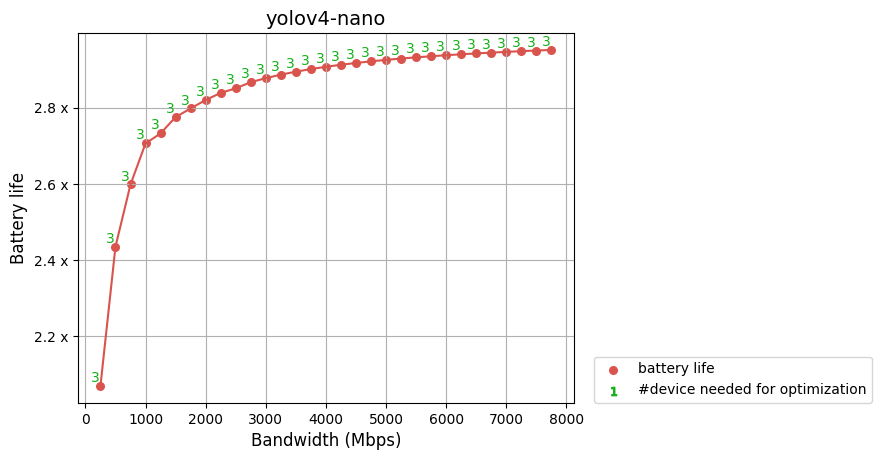 yolov4-nano
3 3 3 3 3 3 3 3 3 3 3 3 3 3 3 3 3 3 3 3 3 3 3 3 3 3 3 3 3 3 3
2.8 x
2.6 x
2.4 x
2.2 x
Battery life
0 1000 2000 3000 4000 5000 6000 7000 8000
Bandwidth (Mbps)
battery life
1 #device needed for optimization